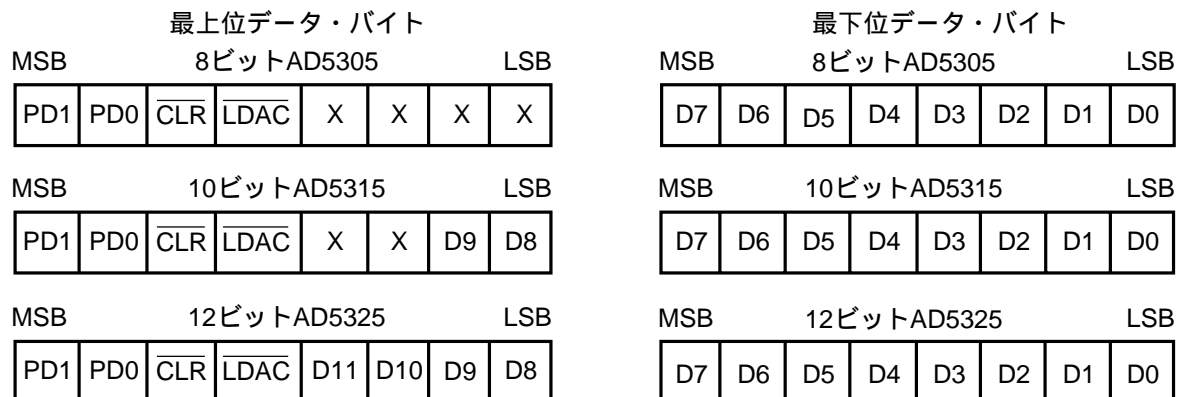 最上位データ・バイト
MSB 8ビットAD5305 LSB
PD1 PD0 CLR LDAC X X X X
MSB 10ビットAD5315 LSB
PD1 PD0 CLR LDAC X X D9 D8
MSB 12ビットAD5325 LSB
PD1 PD0 CLR LDAC D11 D10 D9 D8
最下位データ・バイト
MSB 8ビットAD5305 LSB
D7 D6 D5 D4 D3 D2 D1 D0
MSB 10ビットAD5315 LSB
D7 D6 D5 D4 D3 D2 D1 D0
MSB 12ビットAD5325 LSB
D7 D6 D5 D4 D3 D2 D1 D0